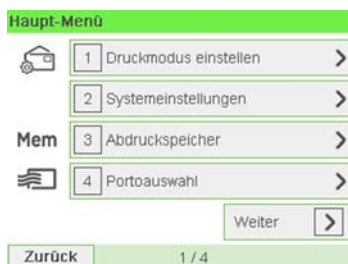 Haupt-Menü
1 Druckmodus einstellen
2 Systemeinstellungen
Mem 3 Abdruckspeicher
4 Portoauswahl
Weiter
Zurück 1 / 4